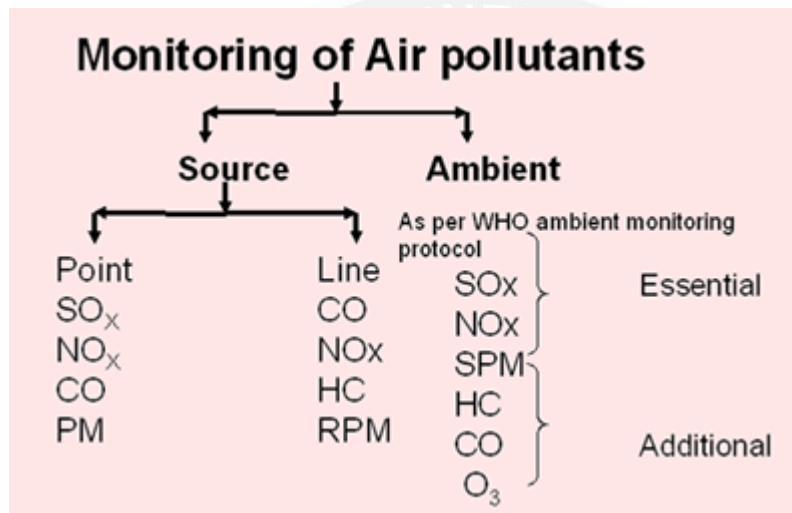 Monitoring of Air pollutants
Source
Ambient
Point
SOₓ
NOₓ
CO
PM
Line
CO
NOx
HC
RPM
As per WHO ambient monitoring
protocol
SOx
NOx
SPM
HC
CO
O₃
Essential
Additional